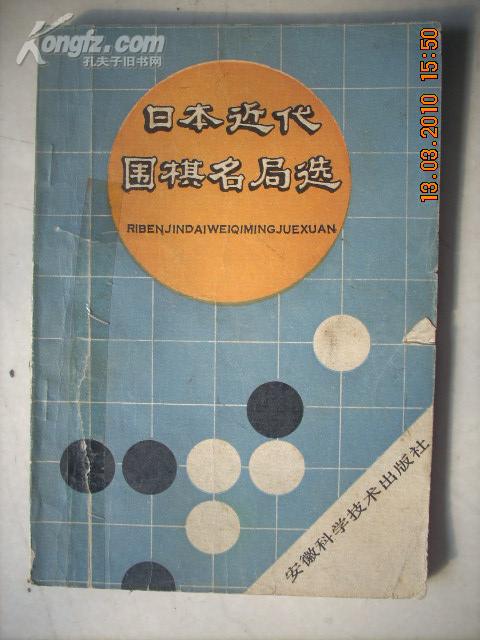 Kongfz.com
孔夫子旧书网
日本近代
围棋名局选
RIBENJINDAIWEIQIMINGJUEXUAN
安徽科学技术出版社
13.03.2010 15:50